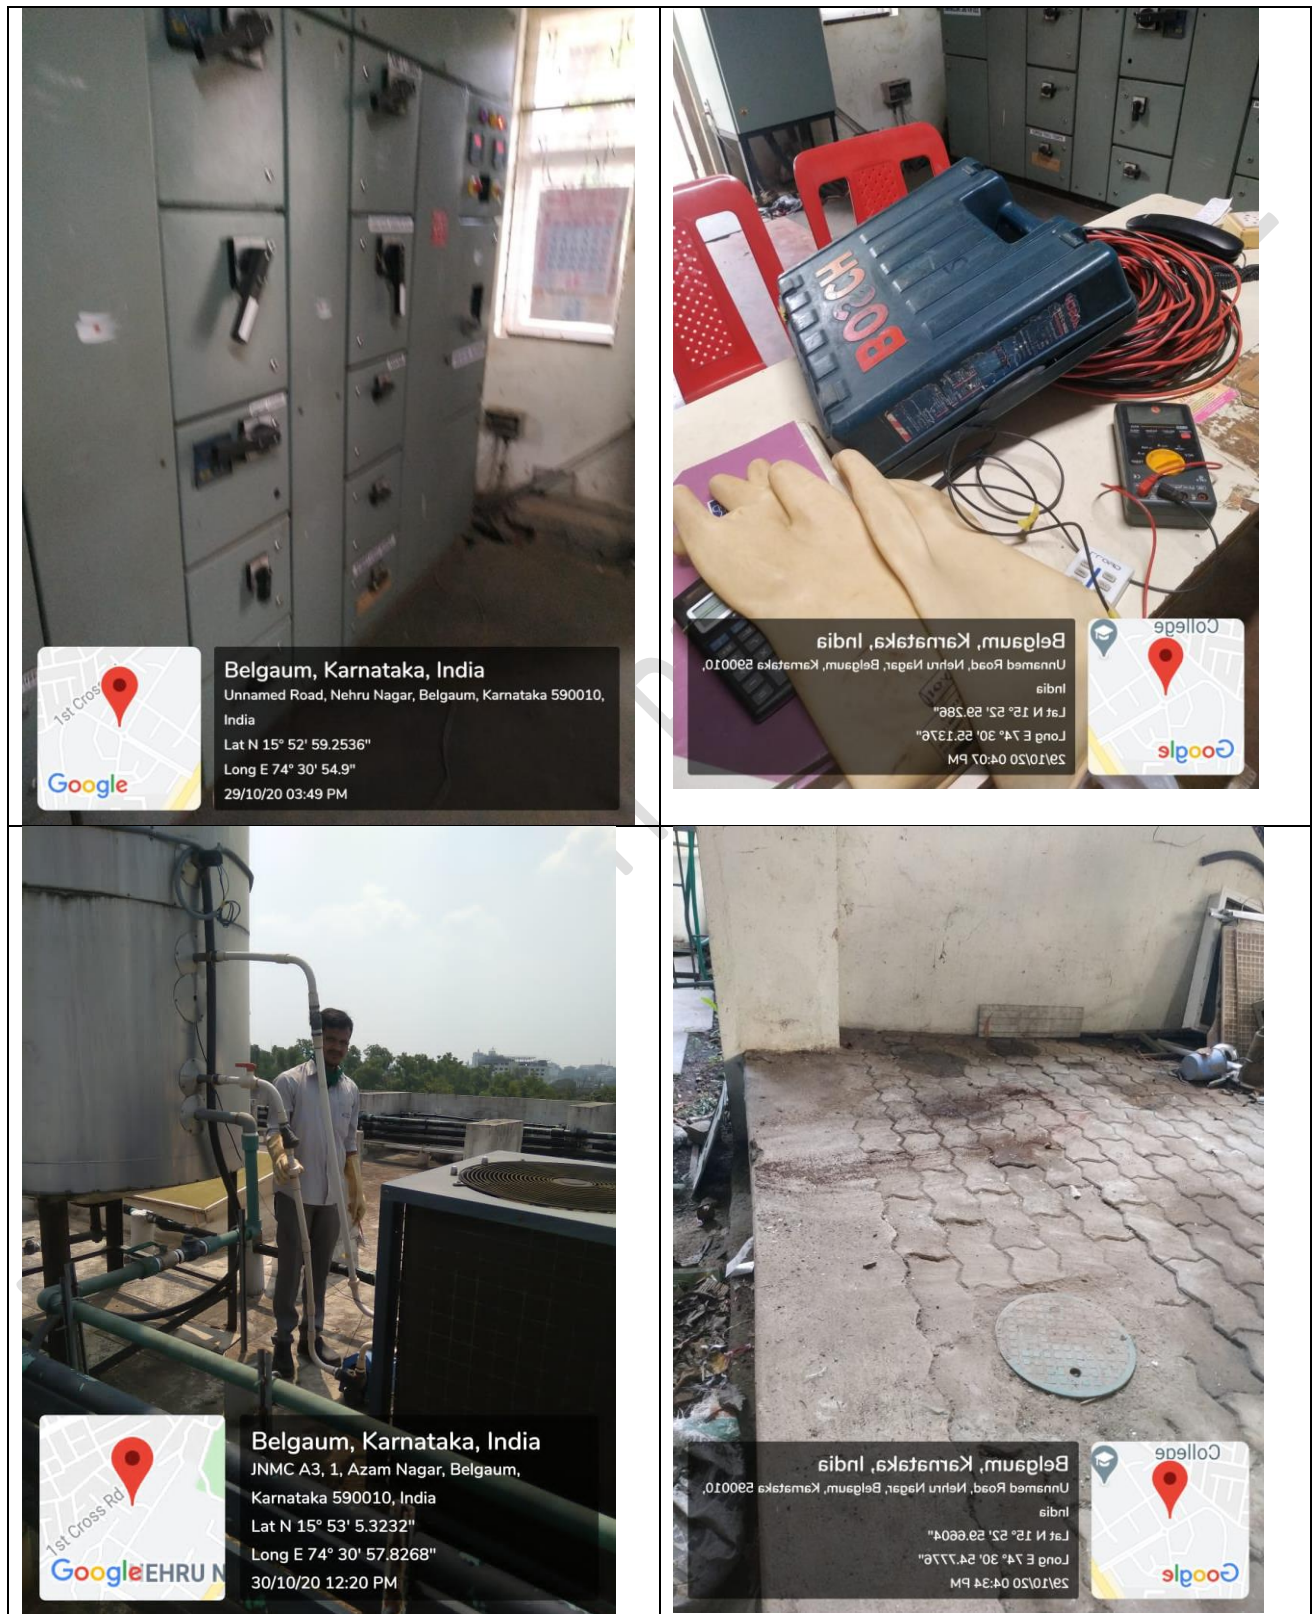 Belgaum, Karnataka, India
Unnamed Road, Nehru Nagar, Belgaum, Karnataka 590010,
India
Lat N 15° 52' 59.2536"
Long E 74° 30' 54.9"
29/10/20 03:49 PM
1st Cross
Google
BOSCH
Belgaum, Karnataka, India
Unnamed Road, Nehru Nagar, Belgaum, Karnataka 590010,
India
Lat N 15° 52' 59.286"
Long E 74° 30' 55.1376"
29/10/20 04:07 PM
College
Google
Belgaum, Karnataka, India
JNMC A3, 1, Azam Nagar, Belgaum,
Karnataka 590010, India
Lat N 15° 53' 5.3232"
Long E 74° 30' 57.8268"
30/10/20 12:20 PM
1st Cross Rd
Google EHRU N
Belgaum, Karnataka, India
Unnamed Road, Nehru Nagar, Belgaum, Karnataka 590010,
India
Lat N 15° 52' 59.6604"
Long E 74° 30' 54.7776"
29/10/20 04:34 PM
College
Google